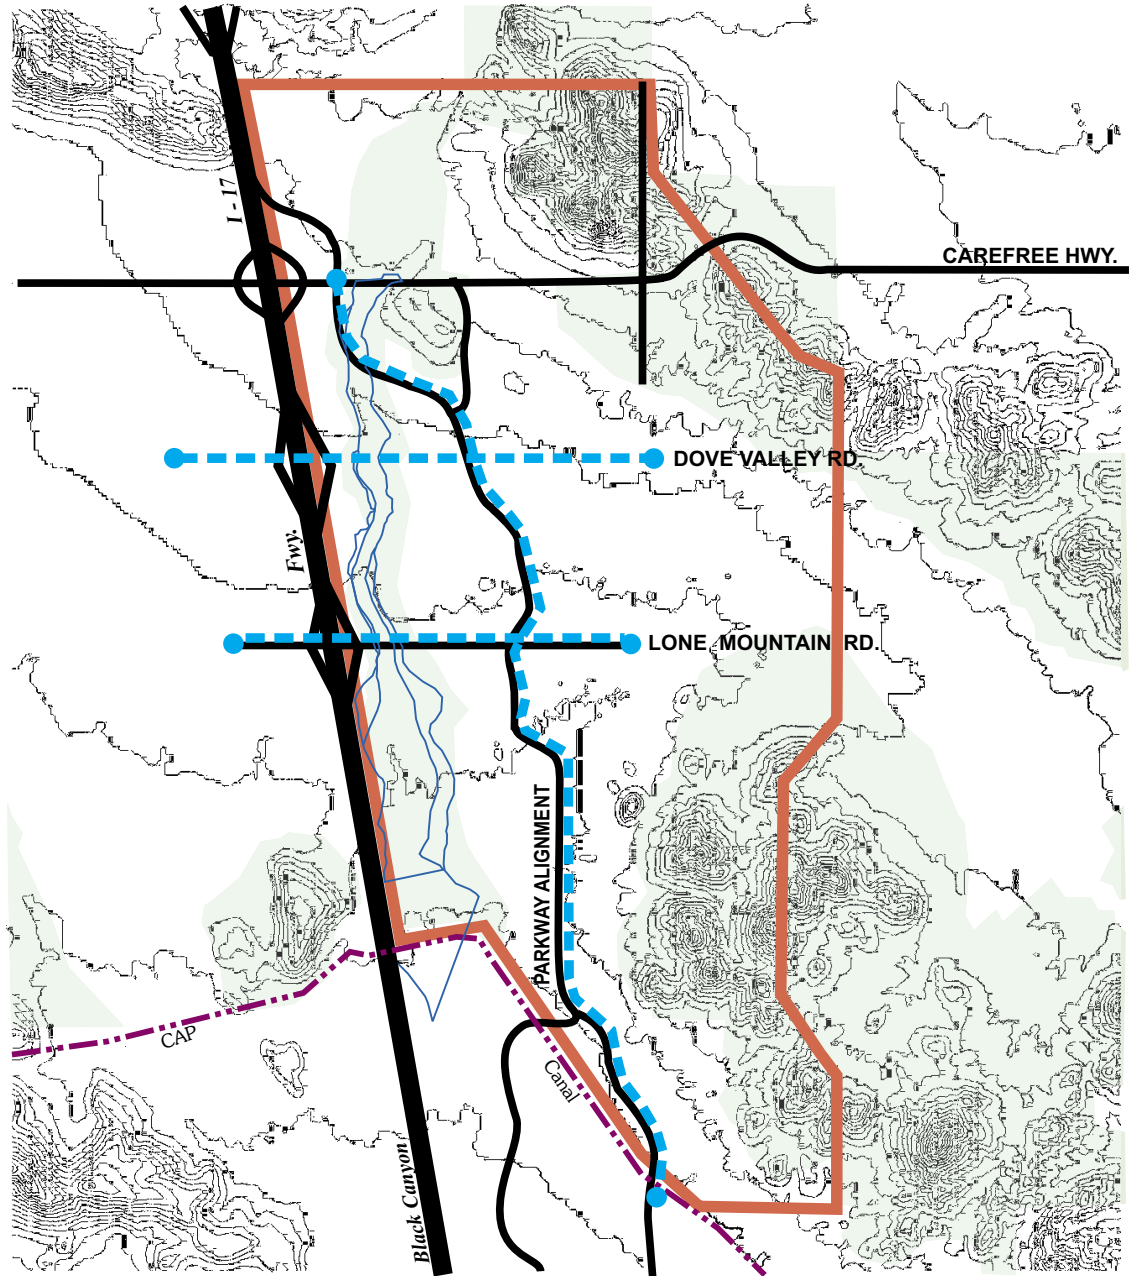 I - 17
CAREFREE HWY.
DOVE VALLEY RD.
Fwy.
LONE MOUNTAIN RD.
PARKWAY ALIGNMENT
CAP
Canal
Black Canyon